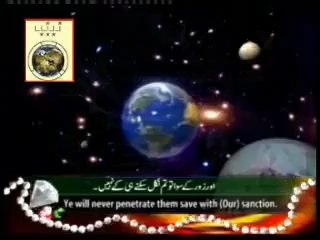 اور زور کے سوا تو تم نکل سکنے ہی کے نہیں۔
Ye will never penetrate them save with (Our) sanction.